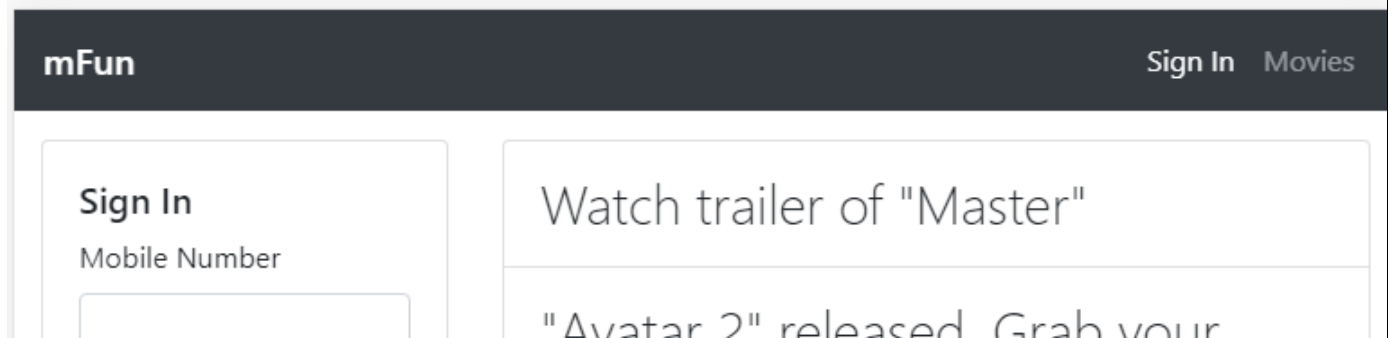 mFun
Sign In Movies
Sign In
Mobile Number
Watch trailer of "Master"
"Avatar 2" released. Grab your